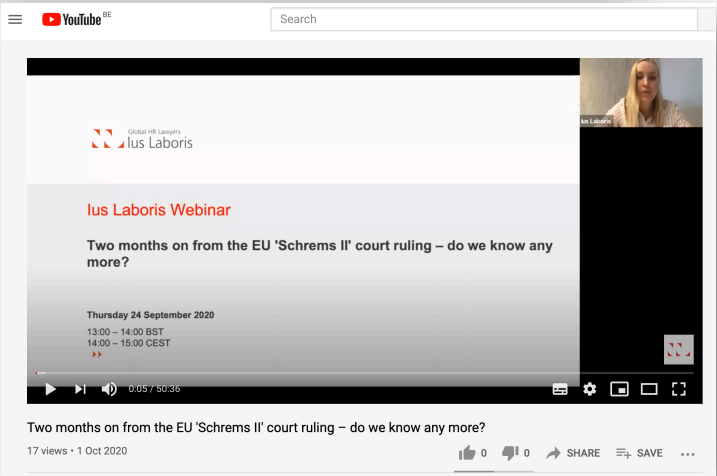 YouTube BE
Search
Global HR Lawyers
Ius Laboris
Ius Laboris
Ius Laboris Webinar
Two months on from the EU 'Schrems II' court ruling – do we know any
more?
Thursday 24 September 2020
13:00 – 14:00 BST
14:00 – 15:00 CEST
0:05 / 50:36
Two months on from the EU 'Schrems II' court ruling – do we know any more?
17 views • 1 Oct 2020
0 0 SHARE SAVE